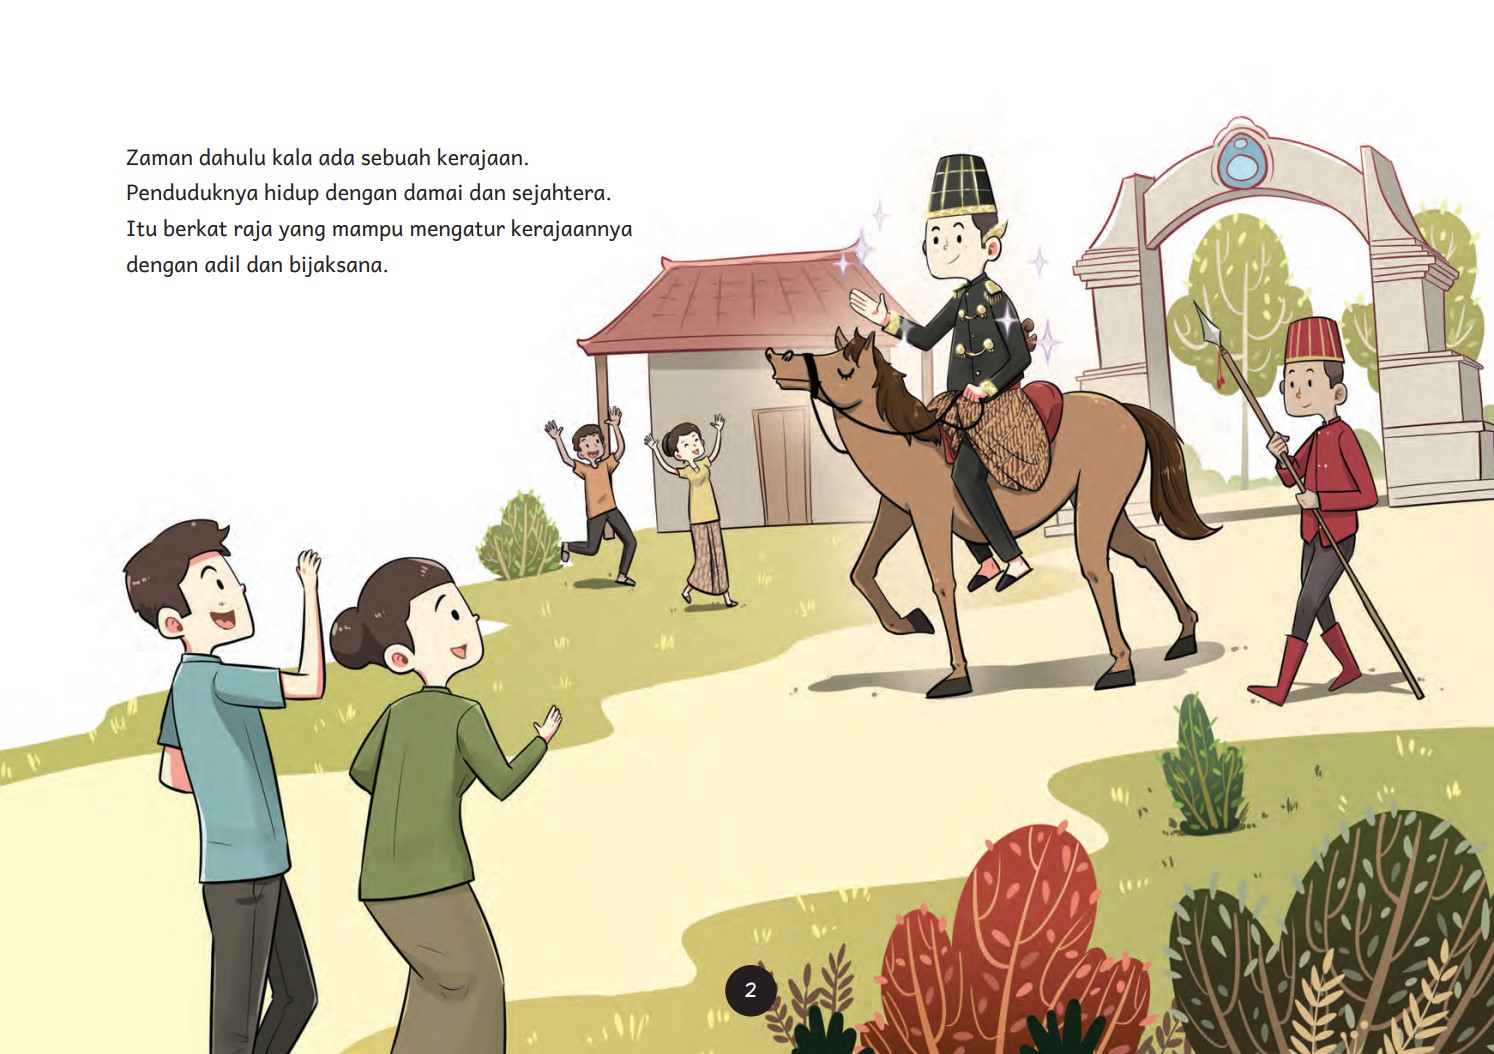 Zaman dahulu kala ada sebuah kerajaan.
Penduduknya hidup dengan damai dan sejahtera.
Itu berkat raja yang mampu mengatur kerajaannya
dengan adil dan bijaksana.
2